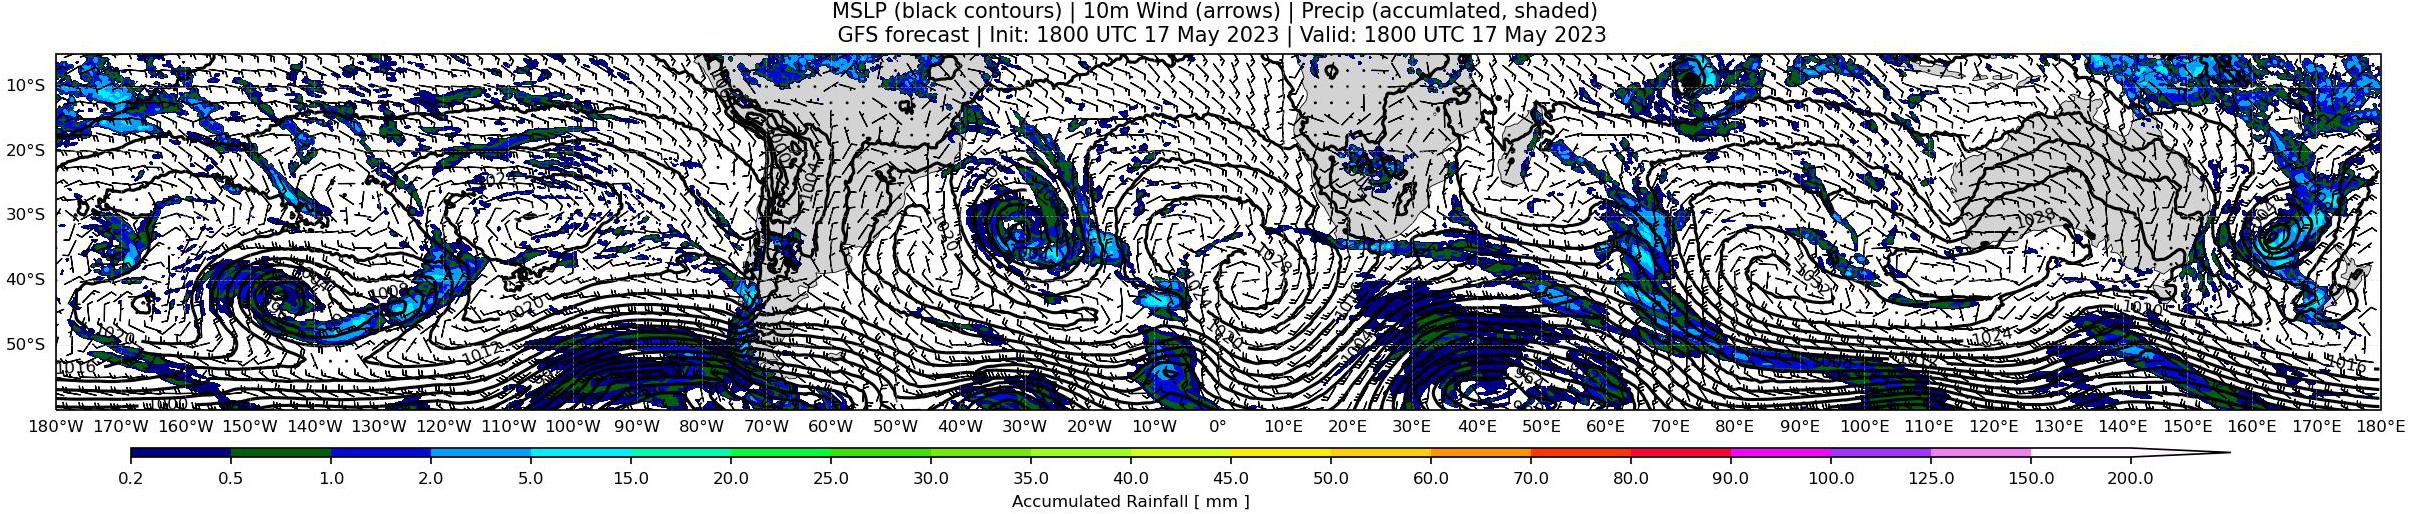 MSLP (black contours) | 10m Wind (arrows) | Precip (accumlated, shaded)
GFS forecast | Init: 1800 UTC 17 May 2023 | Valid: 1800 UTC 17 May 2023
10°S
20°S
30°S
40°S
50°S
1028
1032
1008
1020
1020
1012
1016
1000
1020
1024
1016
1016
180°W 170°W 160°W 150°W 140°W 130°W 120°W 110°W 100°W 90°W 80°W 70°W 60°W 50°W 40°W 30°W 20°W 10°W 0° 10°E 20°E 30°E 40°E 50°E 60°E 70°E 80°E 90°E 100°E 110°E 120°E 130°E 140°E 150°E 160°E 170°E 180°E
0.2 0.5 1.0 2.0 5.0 15.0 20.0 25.0 30.0 35.0 40.0 45.0 50.0 60.0 70.0 80.0 90.0 100.0 125.0 150.0 200.0
Accumulated Rainfall [ mm ]